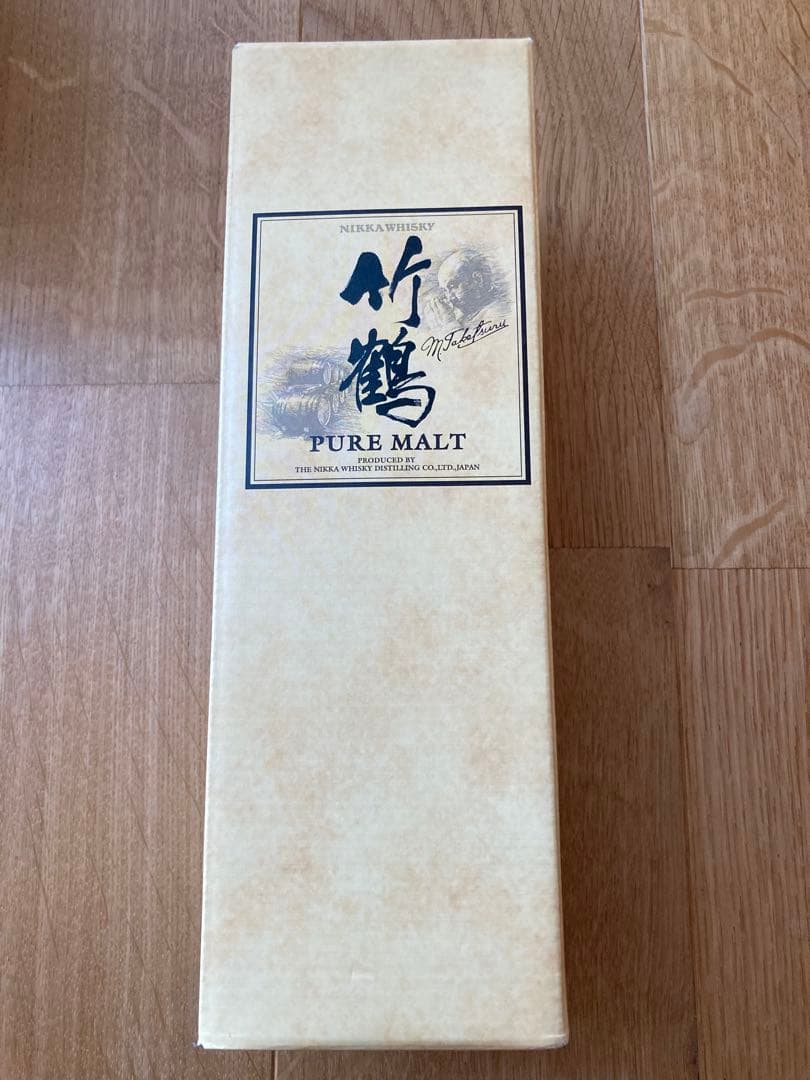 NIKKA WHISKY
竹鶴
M.Taketsuru
PURE MALT
PRODUCED BY
THE NIKKA WHISKY DISTILLING CO.,LTD.,JAPAN